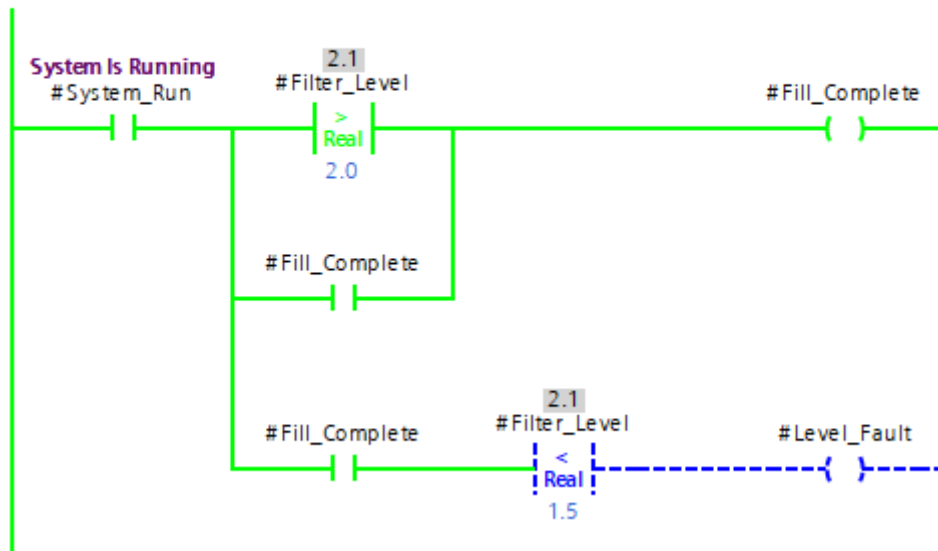 System Is Running
#System_Run
2.1
#Filter_Level
>
Real
2.0
#Fill_Complete
#Fill_Complete
#Fill_Complete
2.1
#Filter_Level
<
Real
1.5
#Level_Fault